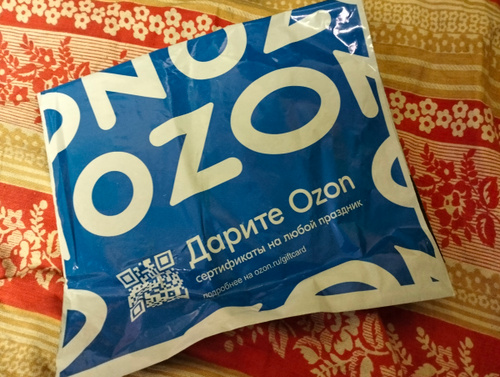 OZON
OZON
Дарите Ozon
сертификаты на любой праздник
подробнее на ozon.ru/giftcard